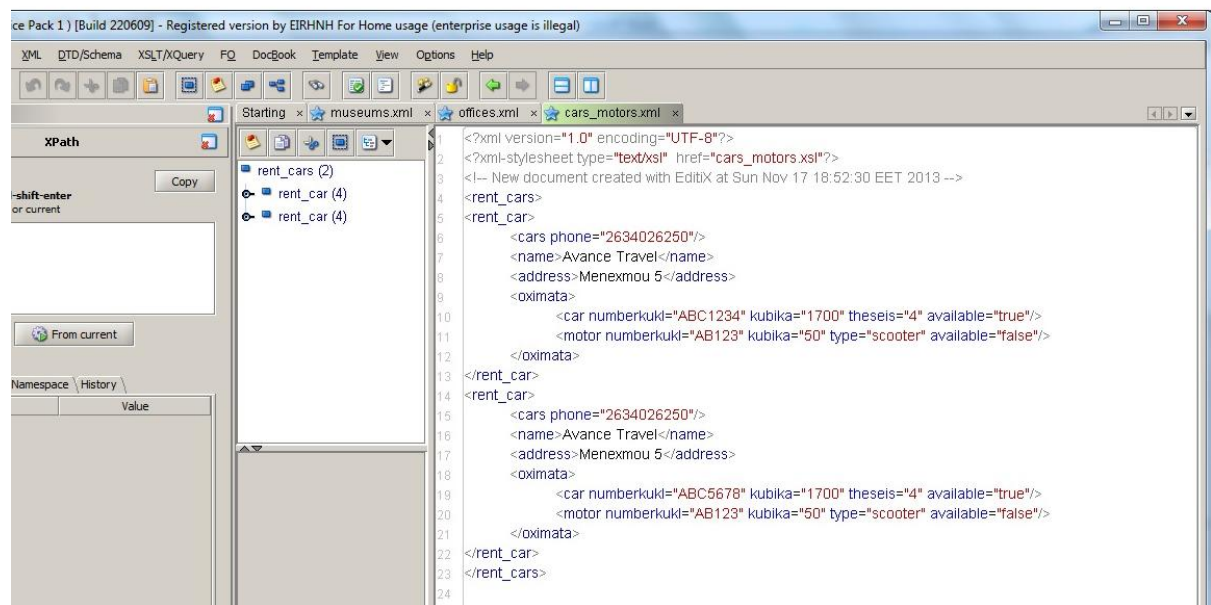 ce Pack 1 ) [Build 220609] - Registered version by EIRHNH For Home usage (enterprise usage is illegal)
XML DTD/Schema XSLT/XQuery FO DocBook Template View Options Help
Starting museums.xml offices.xml cars_motors.xml
XPath
Copy
-shift-enter
or current
From current
Namespace History
Value
rent_cars (2)
rent_car (4)
rent_car (4)
1 <?xml version="1.0" encoding="UTF-8"?>
2 <?xml-stylesheet type="text/xsl" href="cars_motors.xsl"?>
3 <!-- New document created with EditiX at Sun Nov 17 18:52:30 EET 2013 -->
4 <rent_cars>
5 <rent_car>
6 <cars phone="2634026250"/>
7 <name>Avance Travel</name>
8 <address>Menexmou 5</address>
9 <oximata>
10 <car numberkukl="ABC1234" kubika="1700" theseis="4" available="true"/>
11 <motor numberkukl="AB123" kubika="50" type="scooter" available="false"/>
12 </oximata>
13 </rent_car>
14 <rent_car>
15 <cars phone="2634026250"/>
16 <name>Avance Travel</name>
17 <address>Menexmou 5</address>
18 <oximata>
19 <car numberkukl="ABC5678" kubika="1700" theseis="4" available="true"/>
20 <motor numberkukl="AB123" kubika="50" type="scooter" available="false"/>
21 </oximata>
22 </rent_car>
23 </rent_cars>
24